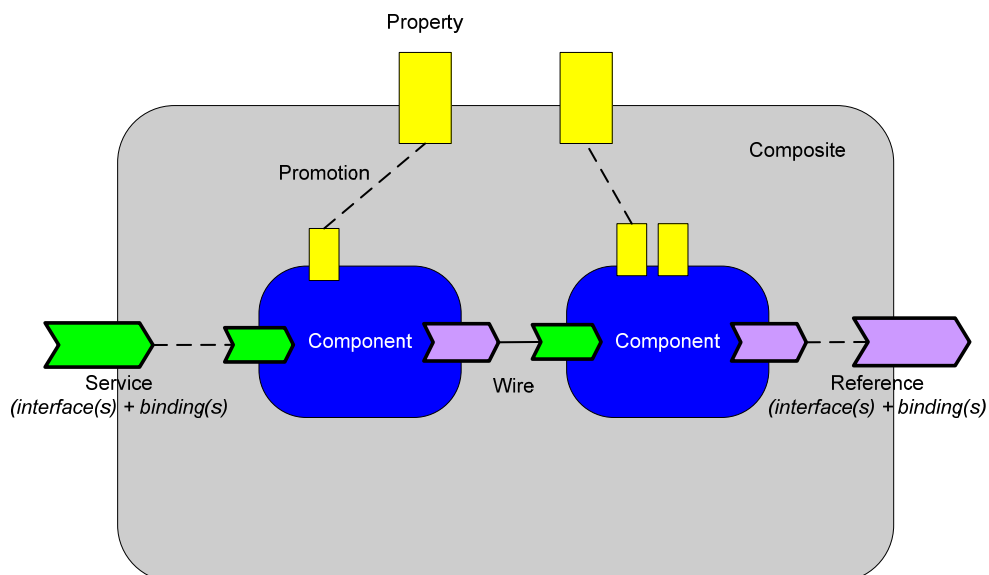 Property
Composite
Promotion
Component
Component
Wire
Service
(interface(s) + binding(s)
Reference
(interface(s) + binding(s)